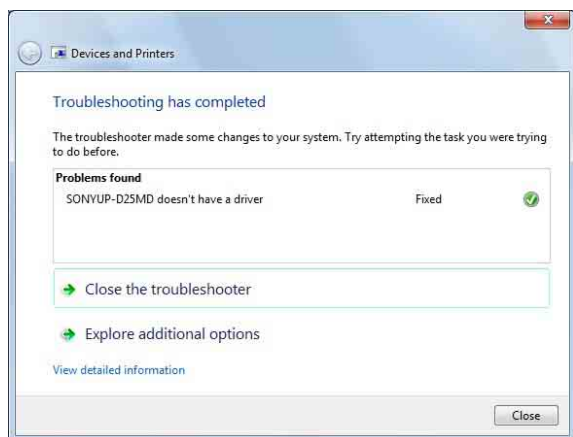 Devices and Printers
Troubleshooting has completed
The troubleshooter made some changes to your system. Try attempting the task you were trying
to do before.
Problems found
SONYUP-D25MD doesn't have a driver Fixed
Close the troubleshooter
Explore additional options
View detailed information
Close